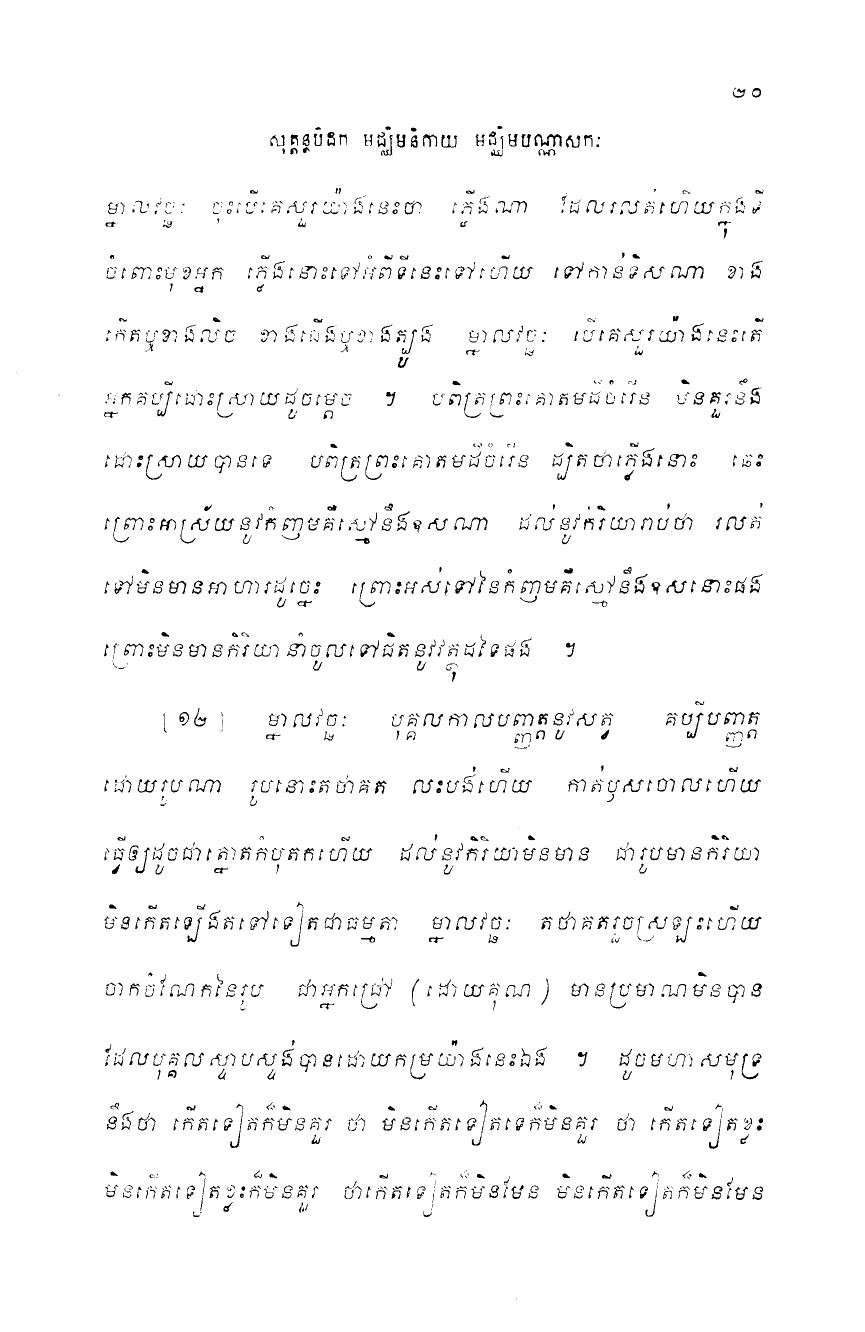 ២០
សុត្តន្តបិដក មជ្ឈិមនិកាយ មជ្ឈិមបណ្ណាសកៈ
ម្នាលវច្ឆៈ ចុះបើគេសួរយ៉ាងនេះថា ភ្លើងណា ដែលរលត់ហើយក្នុងទី
ចំពោះមុខអ្នក ភ្លើងនោះទៅអំពីទីនេះទៅហើយ ទៅកាន់ទិសណា ខាង
កើតឬខាងលិច ខាងជើងឬខាងត្បូង ម្នាលវច្ឆៈ បើគេសួរយ៉ាងនេះតើ
អ្នកគប្បីដោះស្រាយដូចម្តេច ។ បពិត្រព្រះគោតមដ៏ចំរើន មិនគួរនឹង
ដោះស្រាយបានទេ បពិត្រព្រះគោតមដ៏ចំរើន ដ្បិតថាភ្លើងនោះ ឆេះ
ព្រោះអាស្រ័យនូវកំញមគឺស្មៅនឹងឧសណា ដល់នូវក់រិយារាប់ថា រលត់
ទៅមិនមានអាហារដូច្នេះ ព្រោះអស់ទៅនៃកំញមគឺស្មៅនឹងឧសនោះផង
ព្រោះមិនមានកិរិយានាំចូលទៅជិតនូវវត្ថុដទៃផង ។
[១៤] ម្នាលវច្ឆៈ បុគ្គលកាលបញ្ញត្តនូវសត្វ គប្បីបញ្ញត្ត
ដោយរូបណា រូបនោះតថាគត លះបង់ហើយ កាត់ឫសចោលហើយ
ធ្វើឲ្យដូចជាត្នោតកំបុតកហើយ ដល់នូវកិរិយាមិនមាន ជារូបមានកិរិយា
មិនកើតឡើងតទៅទៀតជាធម្មតា ម្នាលវច្ឆៈ តថាគតរួចស្រឡះហើយ
ចាកចំណែកនៃរូប ជាអ្នកជ្រៅ (ដោយគុណ) មានប្រមាណមិនបាន
ដែលបុគ្គលស្ទាបស្ទង់បានដោយកម្រយ៉ាងនេះឯង ។ ដូចមហាសមុទ្រ
នឹងថា កើតទៀតក៏មិនគួរ ថា មិនកើតទៀតទេក៏មិនគួរ ថា កើតទៀតខ្លះ
មិនកើតទៀតខ្លះក៏មិនគួរ ថាកើតទៀតក៏មិនមែន មិនកើតទៀតក៏មិនមែន